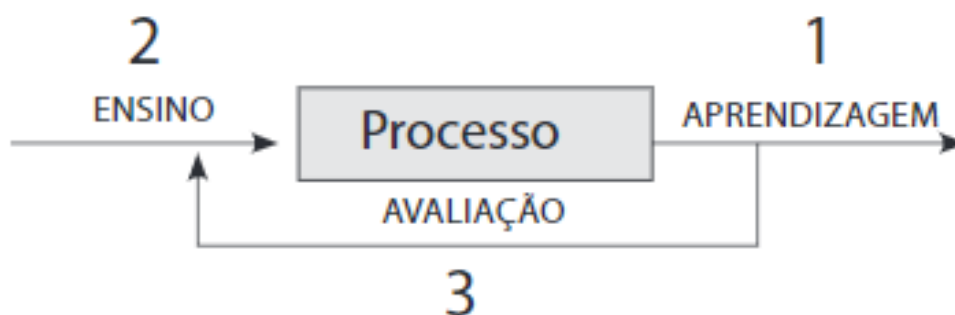 2
1
ENSINO
Processo
APRENDIZAGEM
AVALIAÇÃO
3